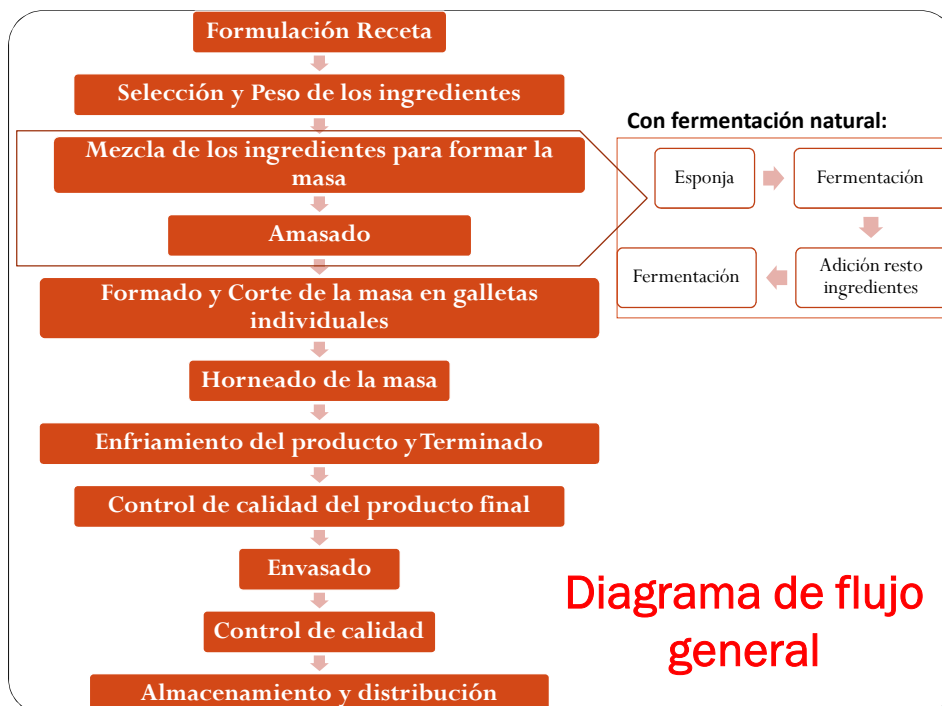 Formulación Receta
Selección y Peso de los ingredientes
Mezcla de los ingredientes para formar la
masa
Amasado
Con fermentación natural:
Esponja
Fermentación
Fermentación
Adición resto
ingredientes
Formado y Corte de la masa en galletas
individuales
Horneado de la masa
Enfriamiento del producto y Terminado
Control de calidad del producto final
Envasado
Control de calidad
Almacenamiento y distribución
Diagrama de flujo
general